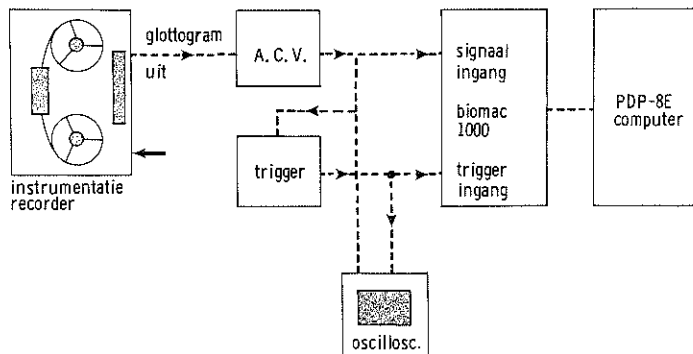 glottogram
uit
A.C.V.
signaal
ingang
biomac
1000
trigger
ingang
PDP-8E
computer
trigger
instrumentatie
recorder
oscillosc.